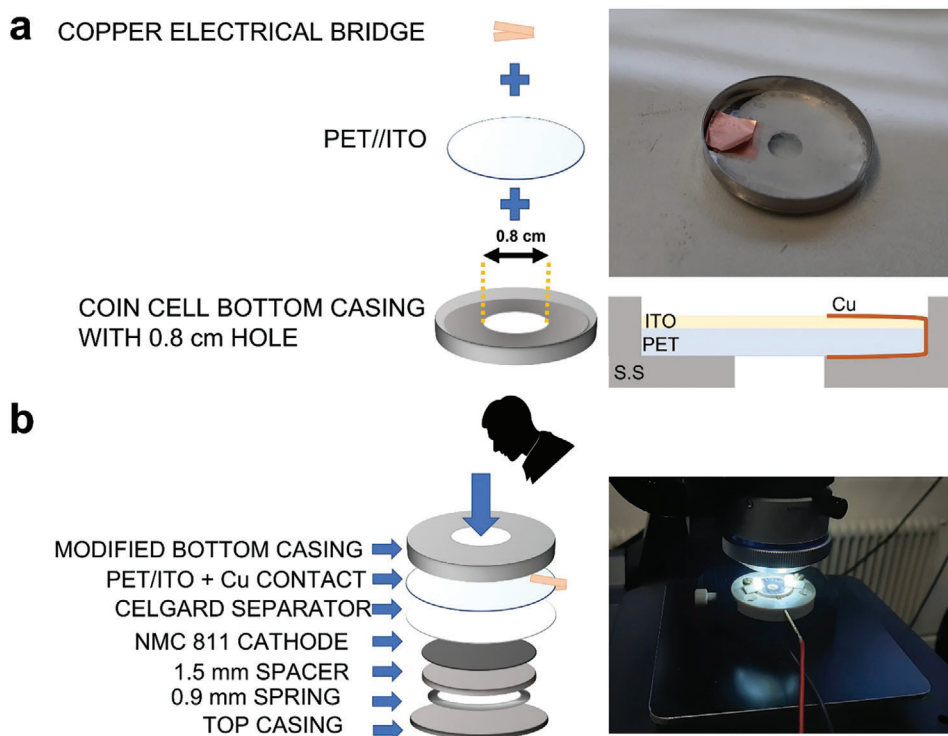 a
COPPER ELECTRICAL BRIDGE
PET//ITO
0.8 cm
COIN CELL BOTTOM CASING
WITH 0.8 cm HOLE
Cu
ITO
PET
S.S
b
MODIFIED BOTTOM CASING
PET/ITO + Cu CONTACT
CELGARD SEPARATOR
NMC 811 CATHODE
1.5 mm SPACER
0.9 mm SPRING
TOP CASING